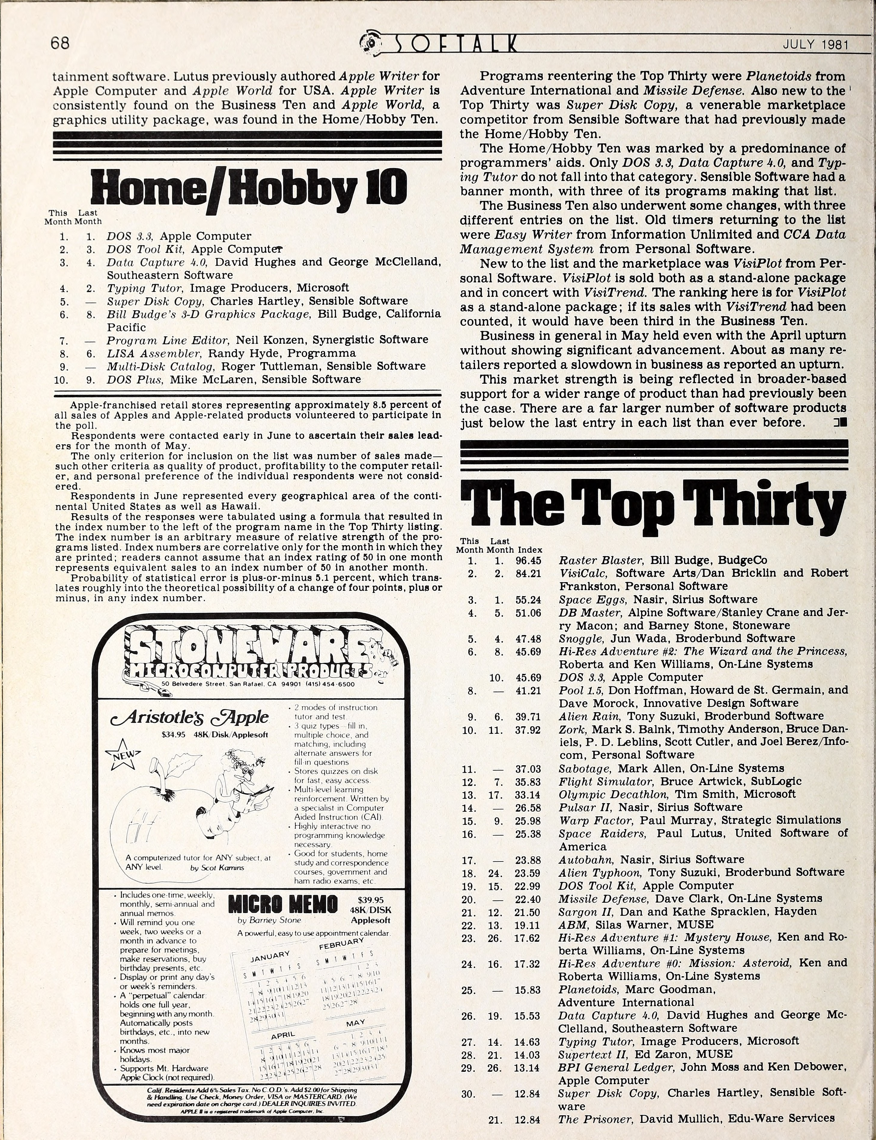 68
SOFTALK
JULY 1981
tainment software. Lutus previously authored Apple Writer for
Apple Computer and Apple World for USA. Apple Writer is
consistently found on the Business Ten and Apple World, a
graphics utility package, was found in the Home/Hobby Ten.
Home/Hobby 10
This Last
Month Month
1. 1. DOS 3.3, Apple Computer
2. 3. DOS Tool Kit, Apple Computer
3. 4. Data Capture 4.0, David Hughes and George McClelland,
Southeastern Software
4. 2. Typing Tutor, Image Producers, Microsoft
5. — Super Disk Copy, Charles Hartley, Sensible Software
6. 8. Bill Budge's 3-D Graphics Package, Bill Budge, California
Pacific
7. — Program Line Editor, Neil Konzen, Synergistic Software
8. 6. LISA Assembler, Randy Hyde, Programma
9. — Multi-Disk Catalog, Roger Tuttleman, Sensible Software
10. 9. DOS Plus, Mike McLaren, Sensible Software
Apple-franchised retail stores representing approximately 8.5 percent of
all sales of Apples and Apple-related products volunteered to participate in
the poll.
Respondents were contacted early in June to ascertain their sales lead-
ers for the month of May.
The only criterion for inclusion on the list was number of sales made—
such other criteria as quality of product, profitability to the computer retail-
er, and personal preference of the individual respondents were not consid-
ered.
Respondents in June represented every geographical area of the conti-
nental United States as well as Hawaii.
Results of the responses were tabulated using a formula that resulted in
the index number to the left of the program name in the Top Thirty listing.
The index number is an arbitrary measure of relative strength of the pro-
grams listed. Index numbers are correlative only for the month in which they
are printed; readers cannot assume that an index rating of 50 in one month
represents equivalent sales to an index number of 50 in another month.
Probability of statistical error is plus-or-minus 5.1 percent, which trans-
lates roughly into the theoretical possibility of a change of four points, plus or
minus, in any index number.
STONEWARE
MICROCOMPUTER PRODUCTS
50 Belvedere Street, San Rafael, CA 94901 (415) 454-6500
Aristotle's Apple
$34.95 48K/Disk/Applesoft
NEW
A computerized tutor for ANY subject, at
ANY level. by Scot Kamins
• 2 modes of instruction
tutor and test.
• 3 quiz types—fill in,
multiple choice, and
matching, including
alternate answers for
fill in questions
• Stores quizzes on disk
for fast, easy access.
• Multi-level learning
reinforcement. Written by
a specialist in Computer
Aided Instruction (CAI).
• Highly interactive no
programming knowledge
necessary.
• Good for students, home
study and correspondence
courses, government and
ham radio exams, etc.
• Includes one-time, weekly,
monthly, semi-annual and
annual memos.
• Will remind you one
week, two weeks or a
month in advance to
prepare for meetings,
make reservations, buy
birthday presents, etc.
• Display or print any day's
or week's reminders.
• A "perpetual" calendar
holds one full year,
beginning with any month.
Automatically posts
birthdays, etc., into new
months.
• Knows most major
holidays.
• Supports Mt. Hardware
Apple Clock (not required).
MICRO MEMO
by Barney Stone
$39.95
48K/DISK
Applesoft
A powerful, easy to use appointment calendar.
JANUARY
FEBRUARY
APRIL
MAY
Calif. Residents Add 6% Sales Tax. No C.O.D.'s. Add $2.00 for Shipping
& Handling. Use Check, Money Order, VISA or MASTERCARD. (We
need expiration date on charge card.) DEALER INQUIRIES INVITED.
APPLE II is a registered trademark of Apple Computer, Inc.
Programs reentering the Top Thirty were Planetoids from
Adventure International and Missile Defense. Also new to the
Top Thirty was Super Disk Copy, a venerable marketplace
competitor from Sensible Software that had previously made
the Home/Hobby Ten.
The Home/Hobby Ten was marked by a predominance of
programmers' aids. Only DOS 3.3, Data Capture 4.0, and Typ-
ing Tutor do not fall into that category. Sensible Software had a
banner month, with three of its programs making that list.
The Business Ten also underwent some changes, with three
different entries on the list. Old timers returning to the list
were Easy Writer from Information Unlimited and CCA Data
Management System from Personal Software.
New to the list and the marketplace was VisiPlot from Per-
sonal Software. VisiPlot is sold both as a stand-alone package
and in concert with VisiTrend. The ranking here is for VisiPlot
as a stand-alone package; if its sales with VisiTrend had been
counted, it would have been third in the Business Ten.
Business in general in May held even with the April upturn
without showing significant advancement. About as many re-
tailers reported a slowdown in business as reported an upturn.
This market strength is being reflected in broader-based
support for a wider range of product than had previously been
the case. There are a far larger number of software products
just below the last entry in each list than ever before.
The Top Thirty
This Last
Month Month Index
1. 1. 96.45 Raster Blaster, Bill Budge, BudgeCo
2. 2. 84.21 VisiCalc, Software Arts/Dan Bricklin and Robert
Frankston, Personal Software
3. 1. 55.24 Space Eggs, Nasir, Sirius Software
4. 5. 51.06 DB Master, Alpine Software/Stanley Crane and Jer-
ry Macon; and Barney Stone, Stoneware
5. 4. 47.48 Snoggle, Jun Wada, Broderbund Software
6. 8. 45.69 Hi-Res Adventure #2: The Wizard and the Princess,
Roberta and Ken Williams, On-Line Systems
10. 45.69 DOS 3.3, Apple Computer
8. — 41.21 Pool 1.5, Don Hoffman, Howard de St. Germain, and
Dave Morock, Innovative Design Software
9. 6. 39.71 Alien Rain, Tony Suzuki, Broderbund Software
10. 11. 37.92 Zork, Mark S. Balnk, Timothy Anderson, Bruce Dan-
iels, P. D. Leblins, Scott Cutler, and Joel Berez/Info-
com, Personal Software
11. — 37.03 Sabotage, Mark Allen, On-Line Systems
12. 7. 35.83 Flight Simulator, Bruce Artwick, SubLogic
13. 17. 33.14 Olympic Decathlon, Tim Smith, Microsoft
14. — 26.58 Pulsar II, Nasir, Sirius Software
15. 9. 25.98 Warp Factor, Paul Murray, Strategic Simulations
16. — 25.38 Space Raiders, Paul Lutus, United Software of
America
17. — 23.88 Autobahn, Nasir, Sirius Software
18. 24. 23.59 Alien Typhoon, Tony Suzuki, Broderbund Software
19. 15. 22.99 DOS Tool Kit, Apple Computer
20. — 22.40 Missile Defense, Dave Clark, On-Line Systems
21. 12. 21.50 Sargon II, Dan and Kathe Spracklen, Hayden
22. 13. 19.11 ABM, Silas Warner, MUSE
23. 26. 17.62 Hi-Res Adventure #1: Mystery House, Ken and Ro-
berta Williams, On-Line Systems
24. 16. 17.32 Hi-Res Adventure #0: Mission: Asteroid, Ken and
Roberta Williams, On-Line Systems
25. — 15.83 Planetoids, Marc Goodman,
Adventure International
26. 19. 15.53 Data Capture 4.0, David Hughes and George Mc-
Clelland, Southeastern Software
27. 14. 14.63 Typing Tutor, Image Producers, Microsoft
28. 21. 14.03 Supertext II, Ed Zaron, MUSE
29. 26. 13.14 BPI General Ledger, John Moss and Ken Debower,
Apple Computer
30. — 12.84 Super Disk Copy, Charles Hartley, Sensible Soft-
ware
21. 12.84 The Prisoner, David Mullich, Edu-Ware Services